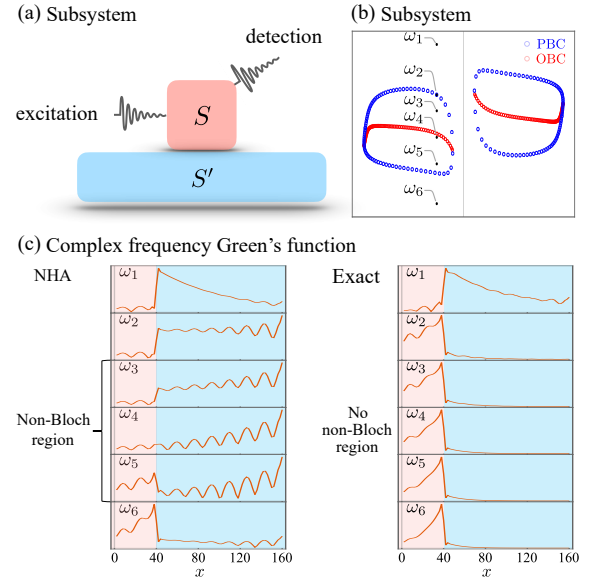 (a) Subsystem
detection
excitation
S
S′
(b) Subsystem
ω1
PBC
OBC
ω2
ω3
ω4
ω5
ω6
(c) Complex frequency Green's function
NHA
Exact
ω1
ω2
ω3
ω4
ω5
ω6
Non-Bloch
region
0 40 80 120 160
x
ω1
ω2
ω3
ω4
ω5
ω6
No
non-Bloch
region
0 40 80 120 160
x